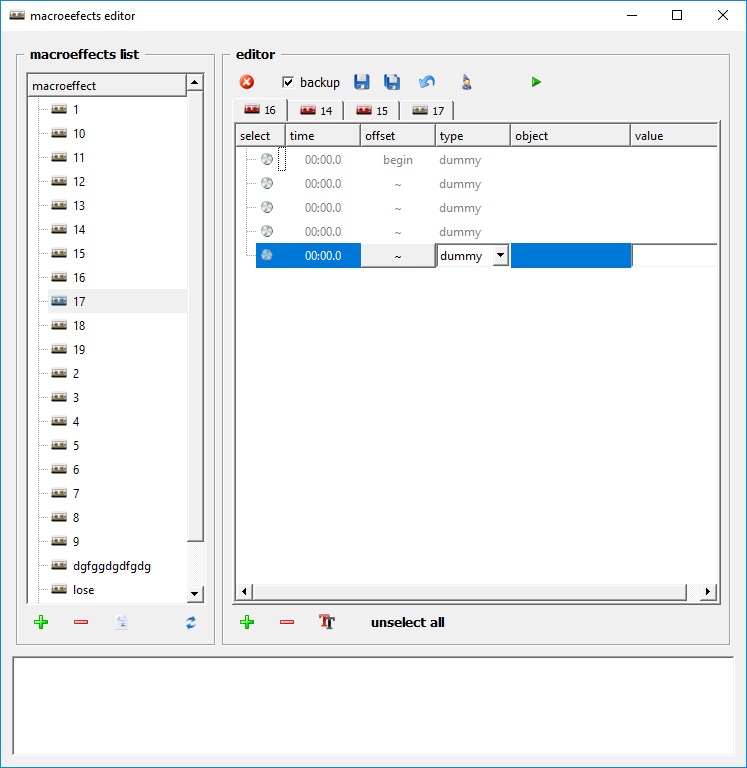 macroeefects editor
macroeffects list
macroeffect
1
10
11
12
13
14
15
16
17
18
19
2
3
4
5
6
7
8
9
dgfggdgdfgdg
lose
editor
backup
16 14 15 17
select time offset type object value
00:00.0 begin dummy
00:00.0 ~ dummy
00:00.0 ~ dummy
00:00.0 ~ dummy
00:00.0 ~ dummy
TT unselect all